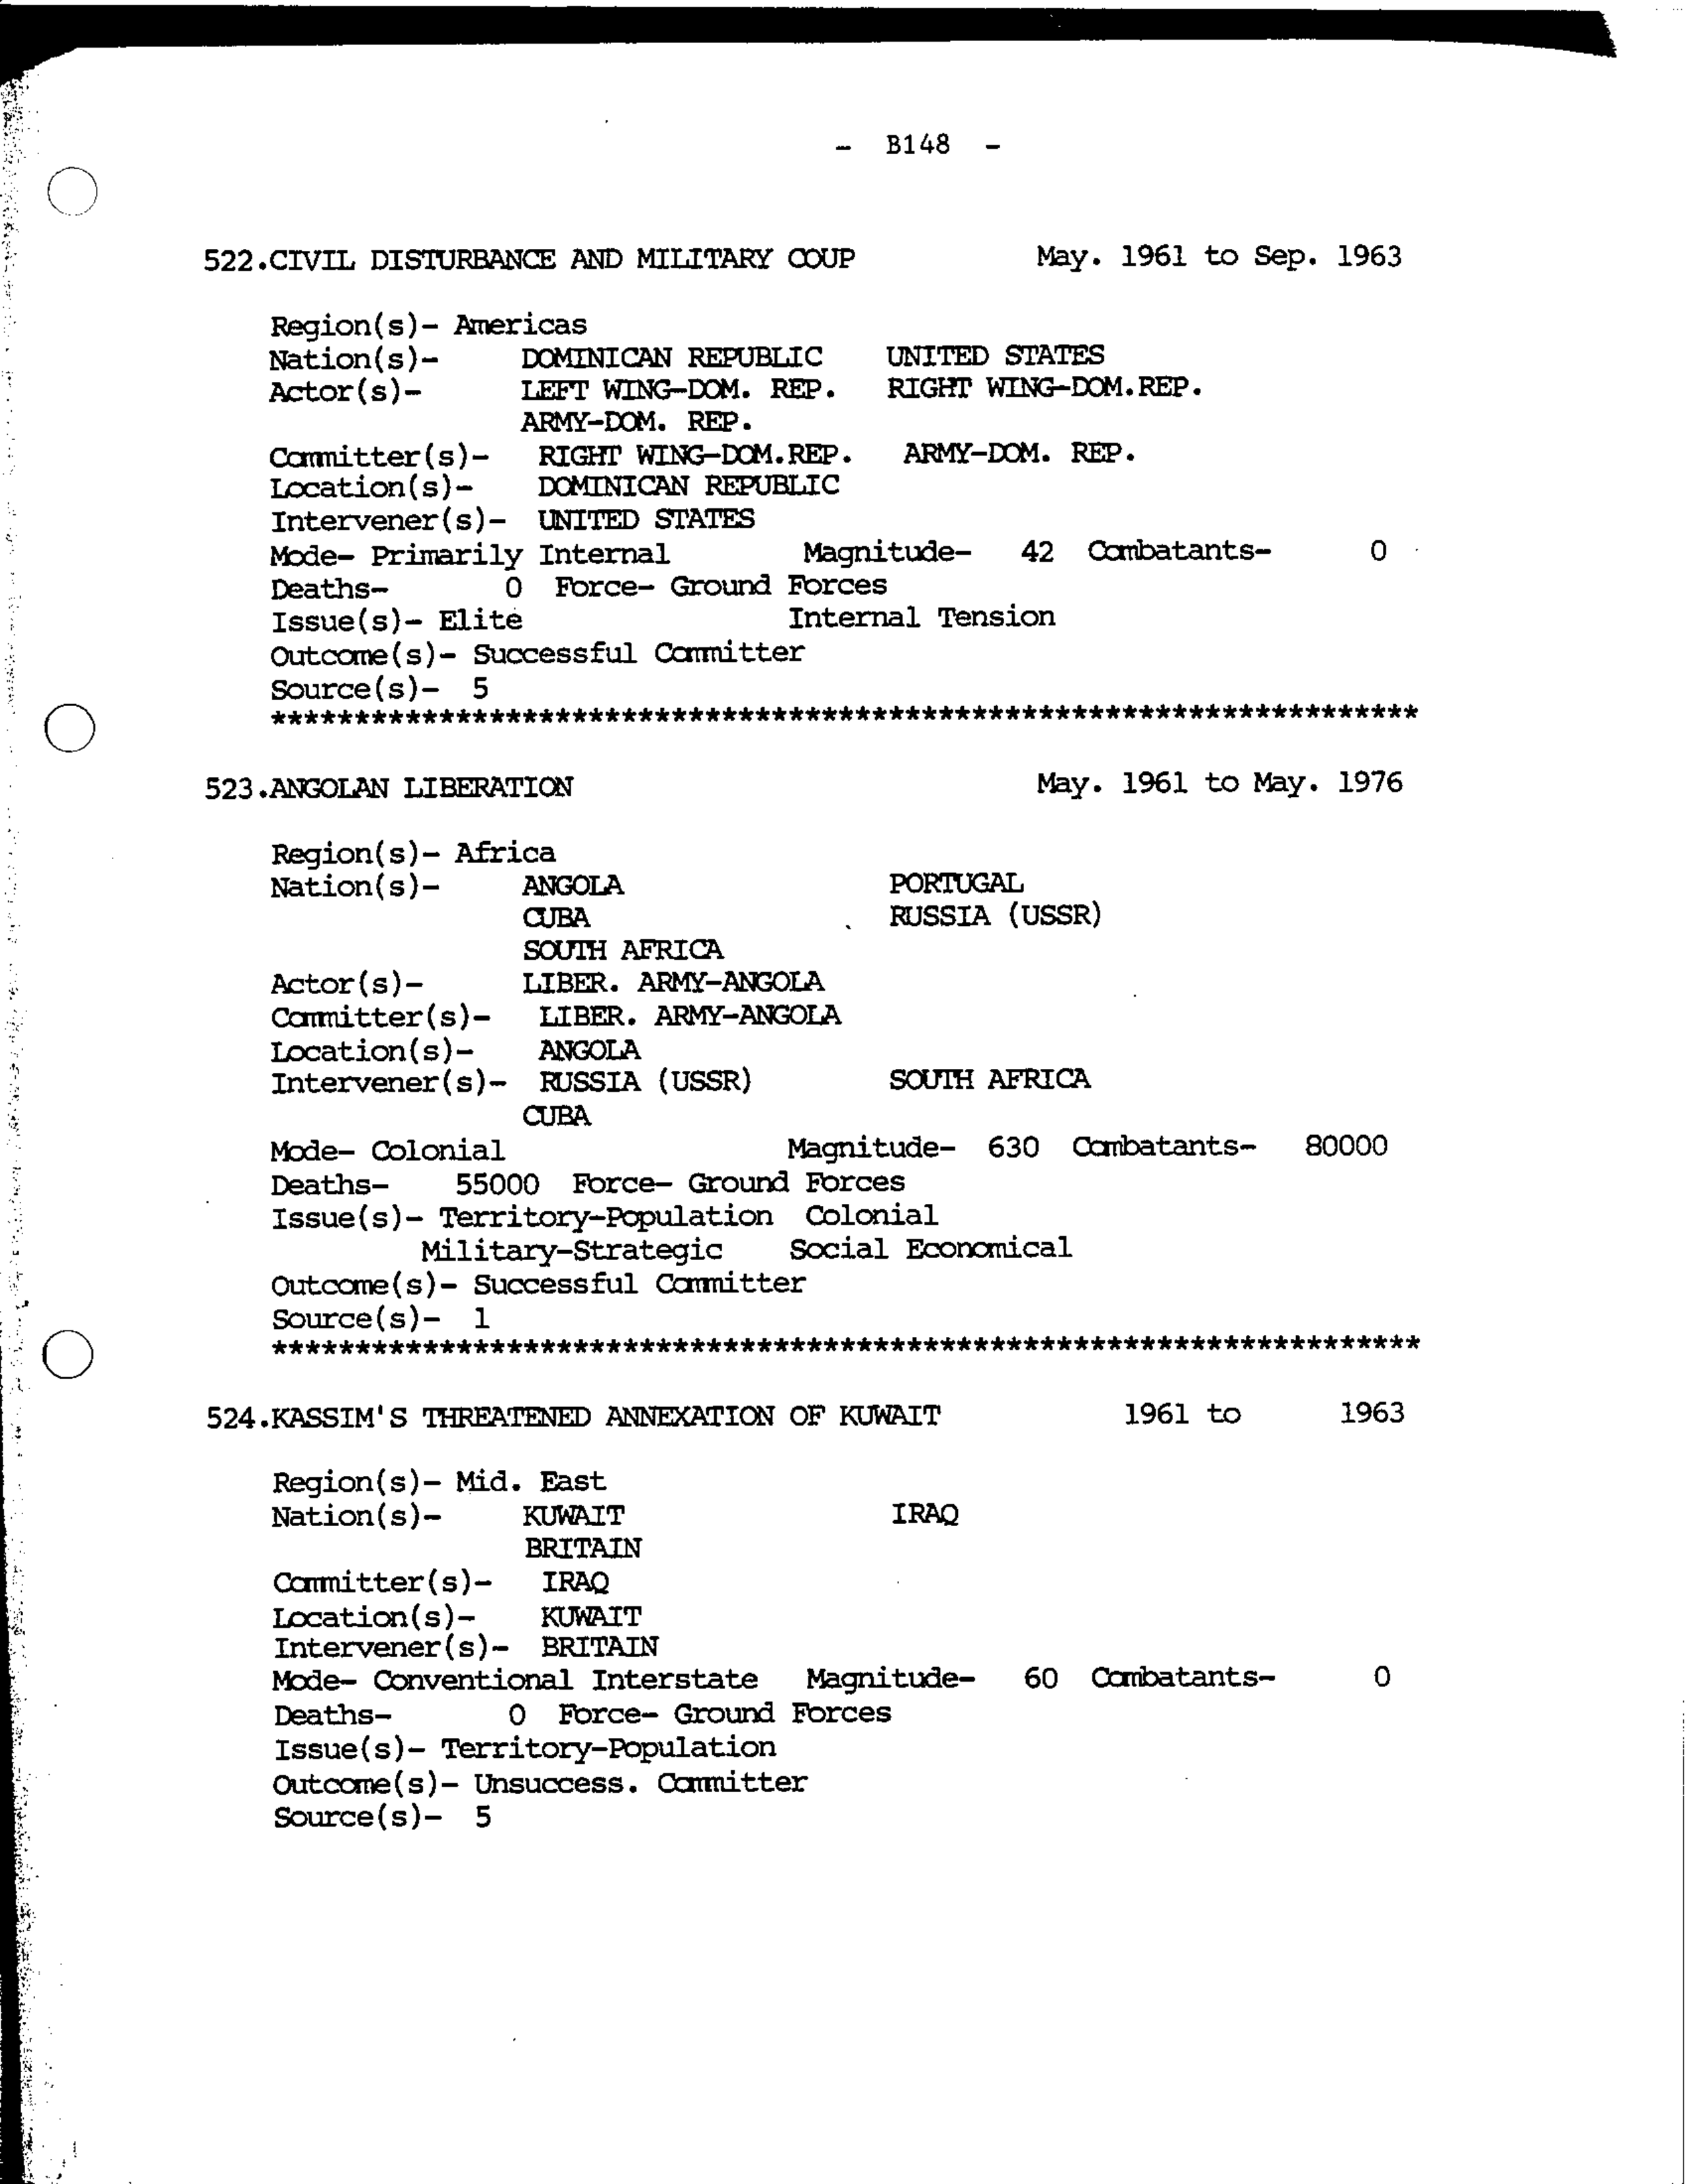 - B148 -
522.CIVIL DISTURBANCE AND MILITARY COUP May. 1961 to Sep. 1963
Region(s)- Americas
Nation(s)- DOMINICAN REPUBLIC UNITED STATES
Actor(s)- LEFT WING-DOM. REP. RIGHT WING-DOM.REP.
ARMY-DOM. REP.
Committer(s)- RIGHT WING-DOM.REP. ARMY-DOM. REP.
Location(s)- DOMINICAN REPUBLIC
Intervener(s)- UNITED STATES
Mode- Primarily Internal Magnitude- 42 Combatants- 0
Deaths- 0 Force- Ground Forces
Issue(s)- Elite Internal Tension
Outcome(s)- Successful Committer
Source(s)- 5
*********************************************************************
523.ANGOLAN LIBERATION May. 1961 to May. 1976
Region(s)- Africa
Nation(s)- ANGOLA PORTUGAL
CUBA RUSSIA (USSR)
SOUTH AFRICA
Actor(s)- LIBER. ARMY-ANGOLA
Committer(s)- LIBER. ARMY-ANGOLA
Location(s)- ANGOLA
Intervener(s)- RUSSIA (USSR) SOUTH AFRICA
CUBA
Mode- Colonial Magnitude- 630 Combatants- 80000
Deaths- 55000 Force- Ground Forces
Issue(s)- Territory-Population Colonial
Military-Strategic Social Economical
Outcome(s)- Successful Committer
Source(s)- 1
*********************************************************************
524.KASSIM'S THREATENED ANNEXATION OF KUWAIT 1961 to 1963
Region(s)- Mid. East
Nation(s)- KUWAIT IRAQ
BRITAIN
Committer(s)- IRAQ
Location(s)- KUWAIT
Intervener(s)- BRITAIN
Mode- Conventional Interstate Magnitude- 60 Combatants- 0
Deaths- 0 Force- Ground Forces
Issue(s)- Territory-Population
Outcome(s)- Unsuccess. Committer
Source(s)- 5